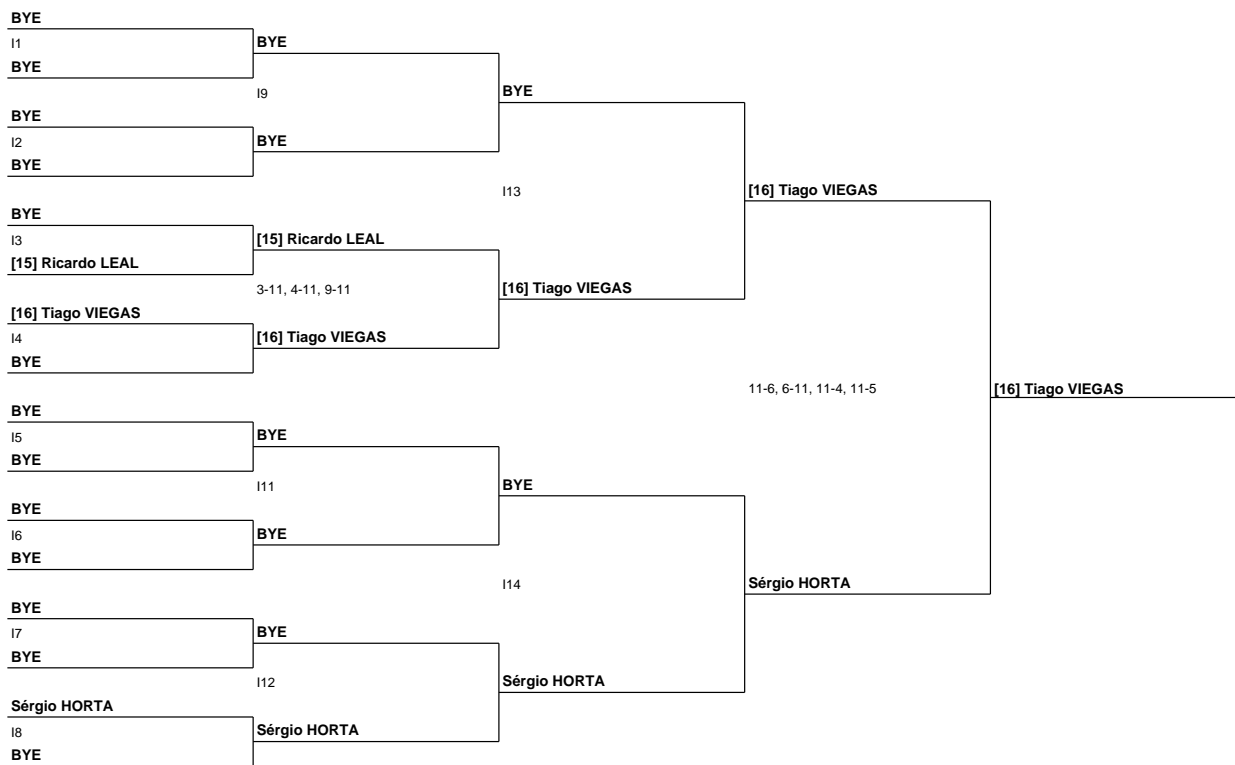 BYE
I1
BYE
BYE
I9
BYE
BYE
I2
BYE
BYE
I13
[16] Tiago VIEGAS
BYE
I3
[15] Ricardo LEAL
[15] Ricardo LEAL
3-11, 4-11, 9-11
[16] Tiago VIEGAS
[16] Tiago VIEGAS
I4
[16] Tiago VIEGAS
BYE
11-6, 6-11, 11-4, 11-5
[16] Tiago VIEGAS
BYE
I5
BYE
BYE
I11
BYE
BYE
I6
BYE
BYE
I14
Sérgio HORTA
BYE
I7
BYE
BYE
I12
Sérgio HORTA
Sérgio HORTA
I8
Sérgio HORTA
BYE